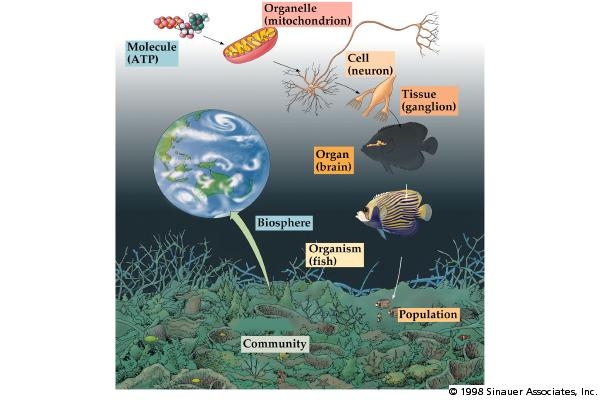 Organelle
(mitochondrion)
Molecule
(ATP)
Cell
(neuron)
Tissue
(ganglion)
Organ
(brain)
Biosphere
Organism
(fish)
Population
Community
© 1998 Sinauer Associates, Inc.